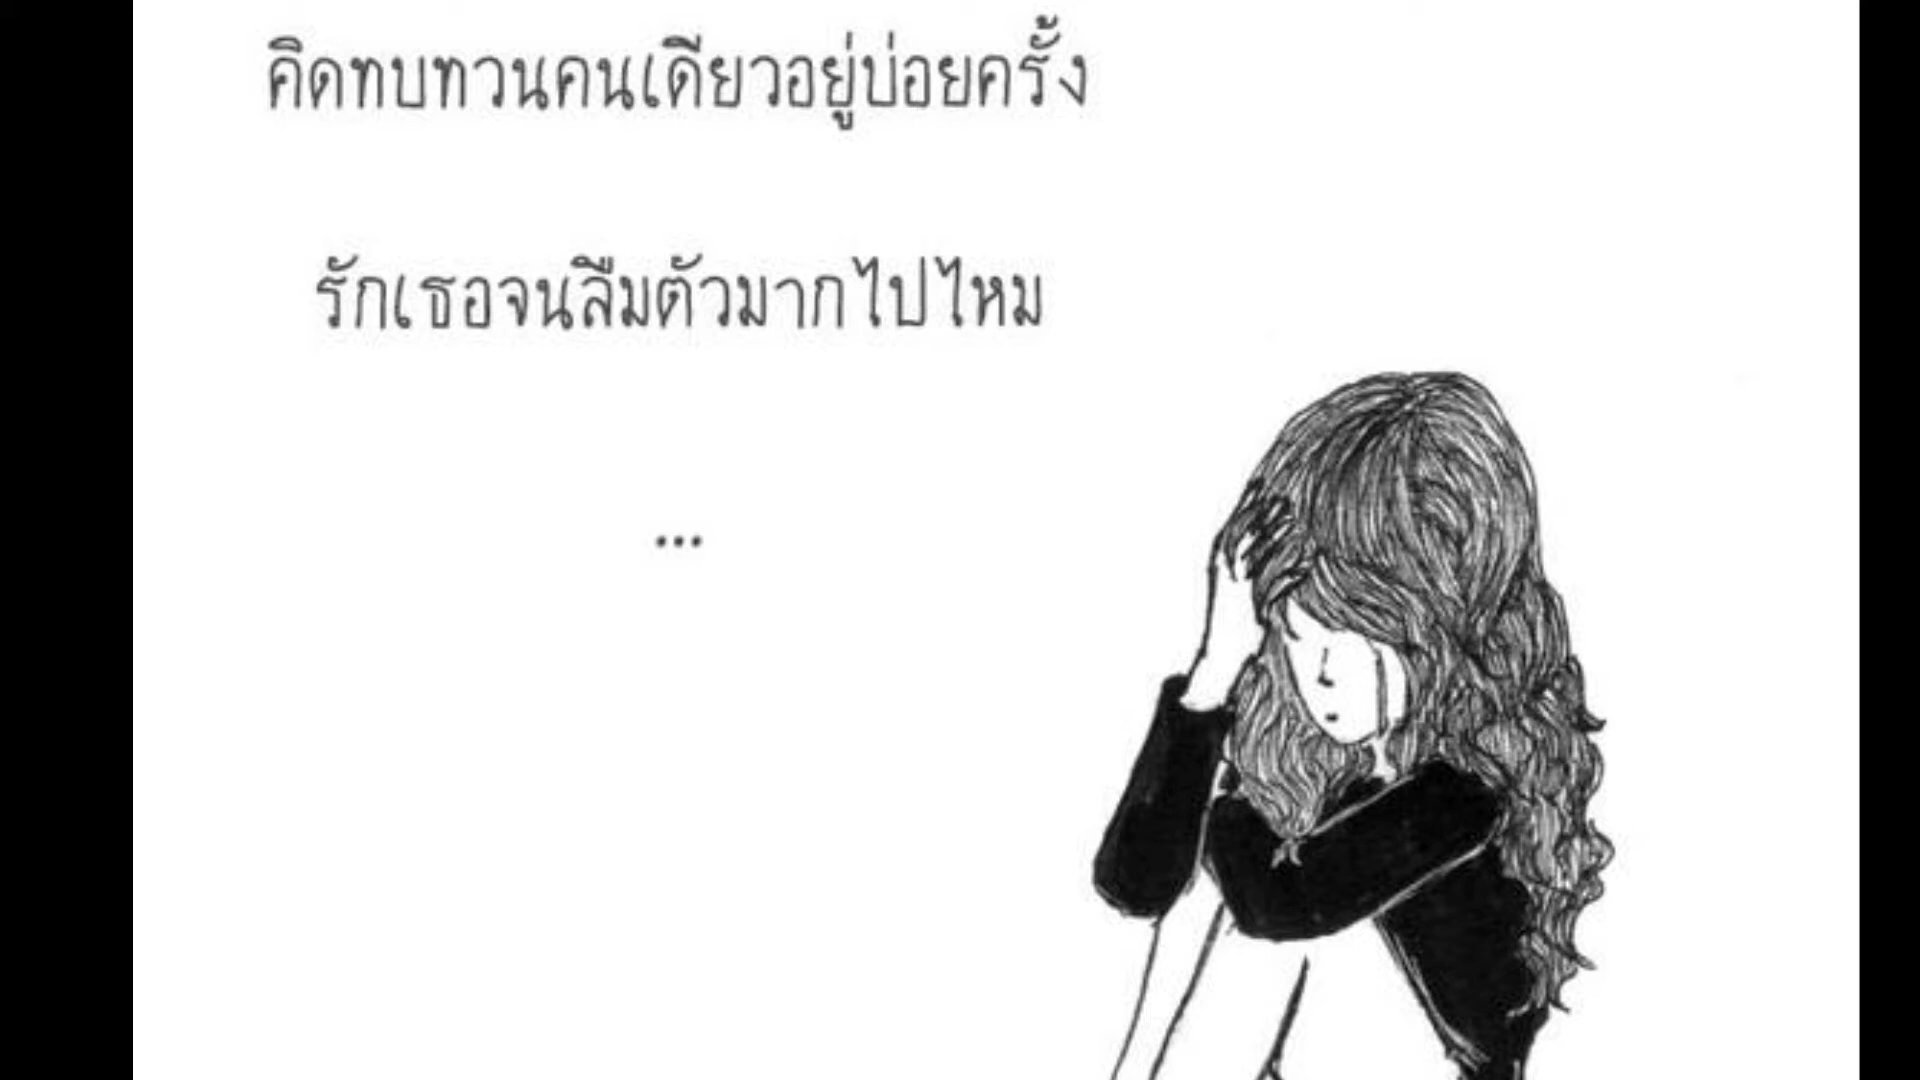 คิดทบทวนคนเดียวอยู่บ่อยครั้ง
รักเธอจนลืมตัวมากไปไหม
...